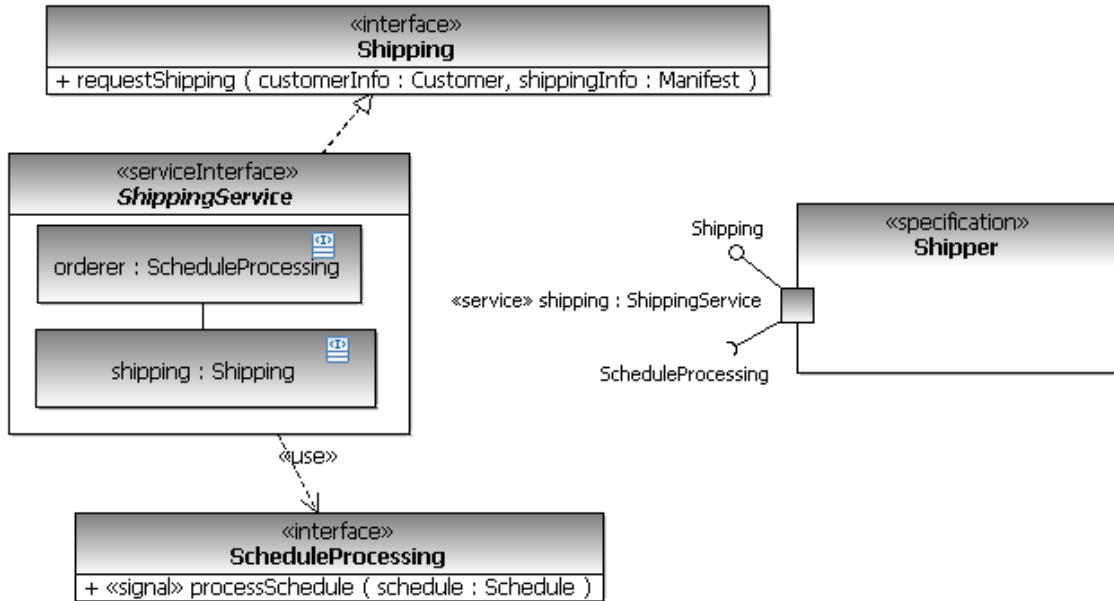 «interface»
Shipping
+ requestShipping ( customerInfo : Customer, shippingInfo : Manifest )
«serviceInterface»
ShippingService
orderer : ScheduleProcessing
shipping : Shipping
«use»
«interface»
ScheduleProcessing
+ «signal» processSchedule ( schedule : Schedule )
«specification»
Shipper
Shipping
«service» shipping : ShippingService
ScheduleProcessing